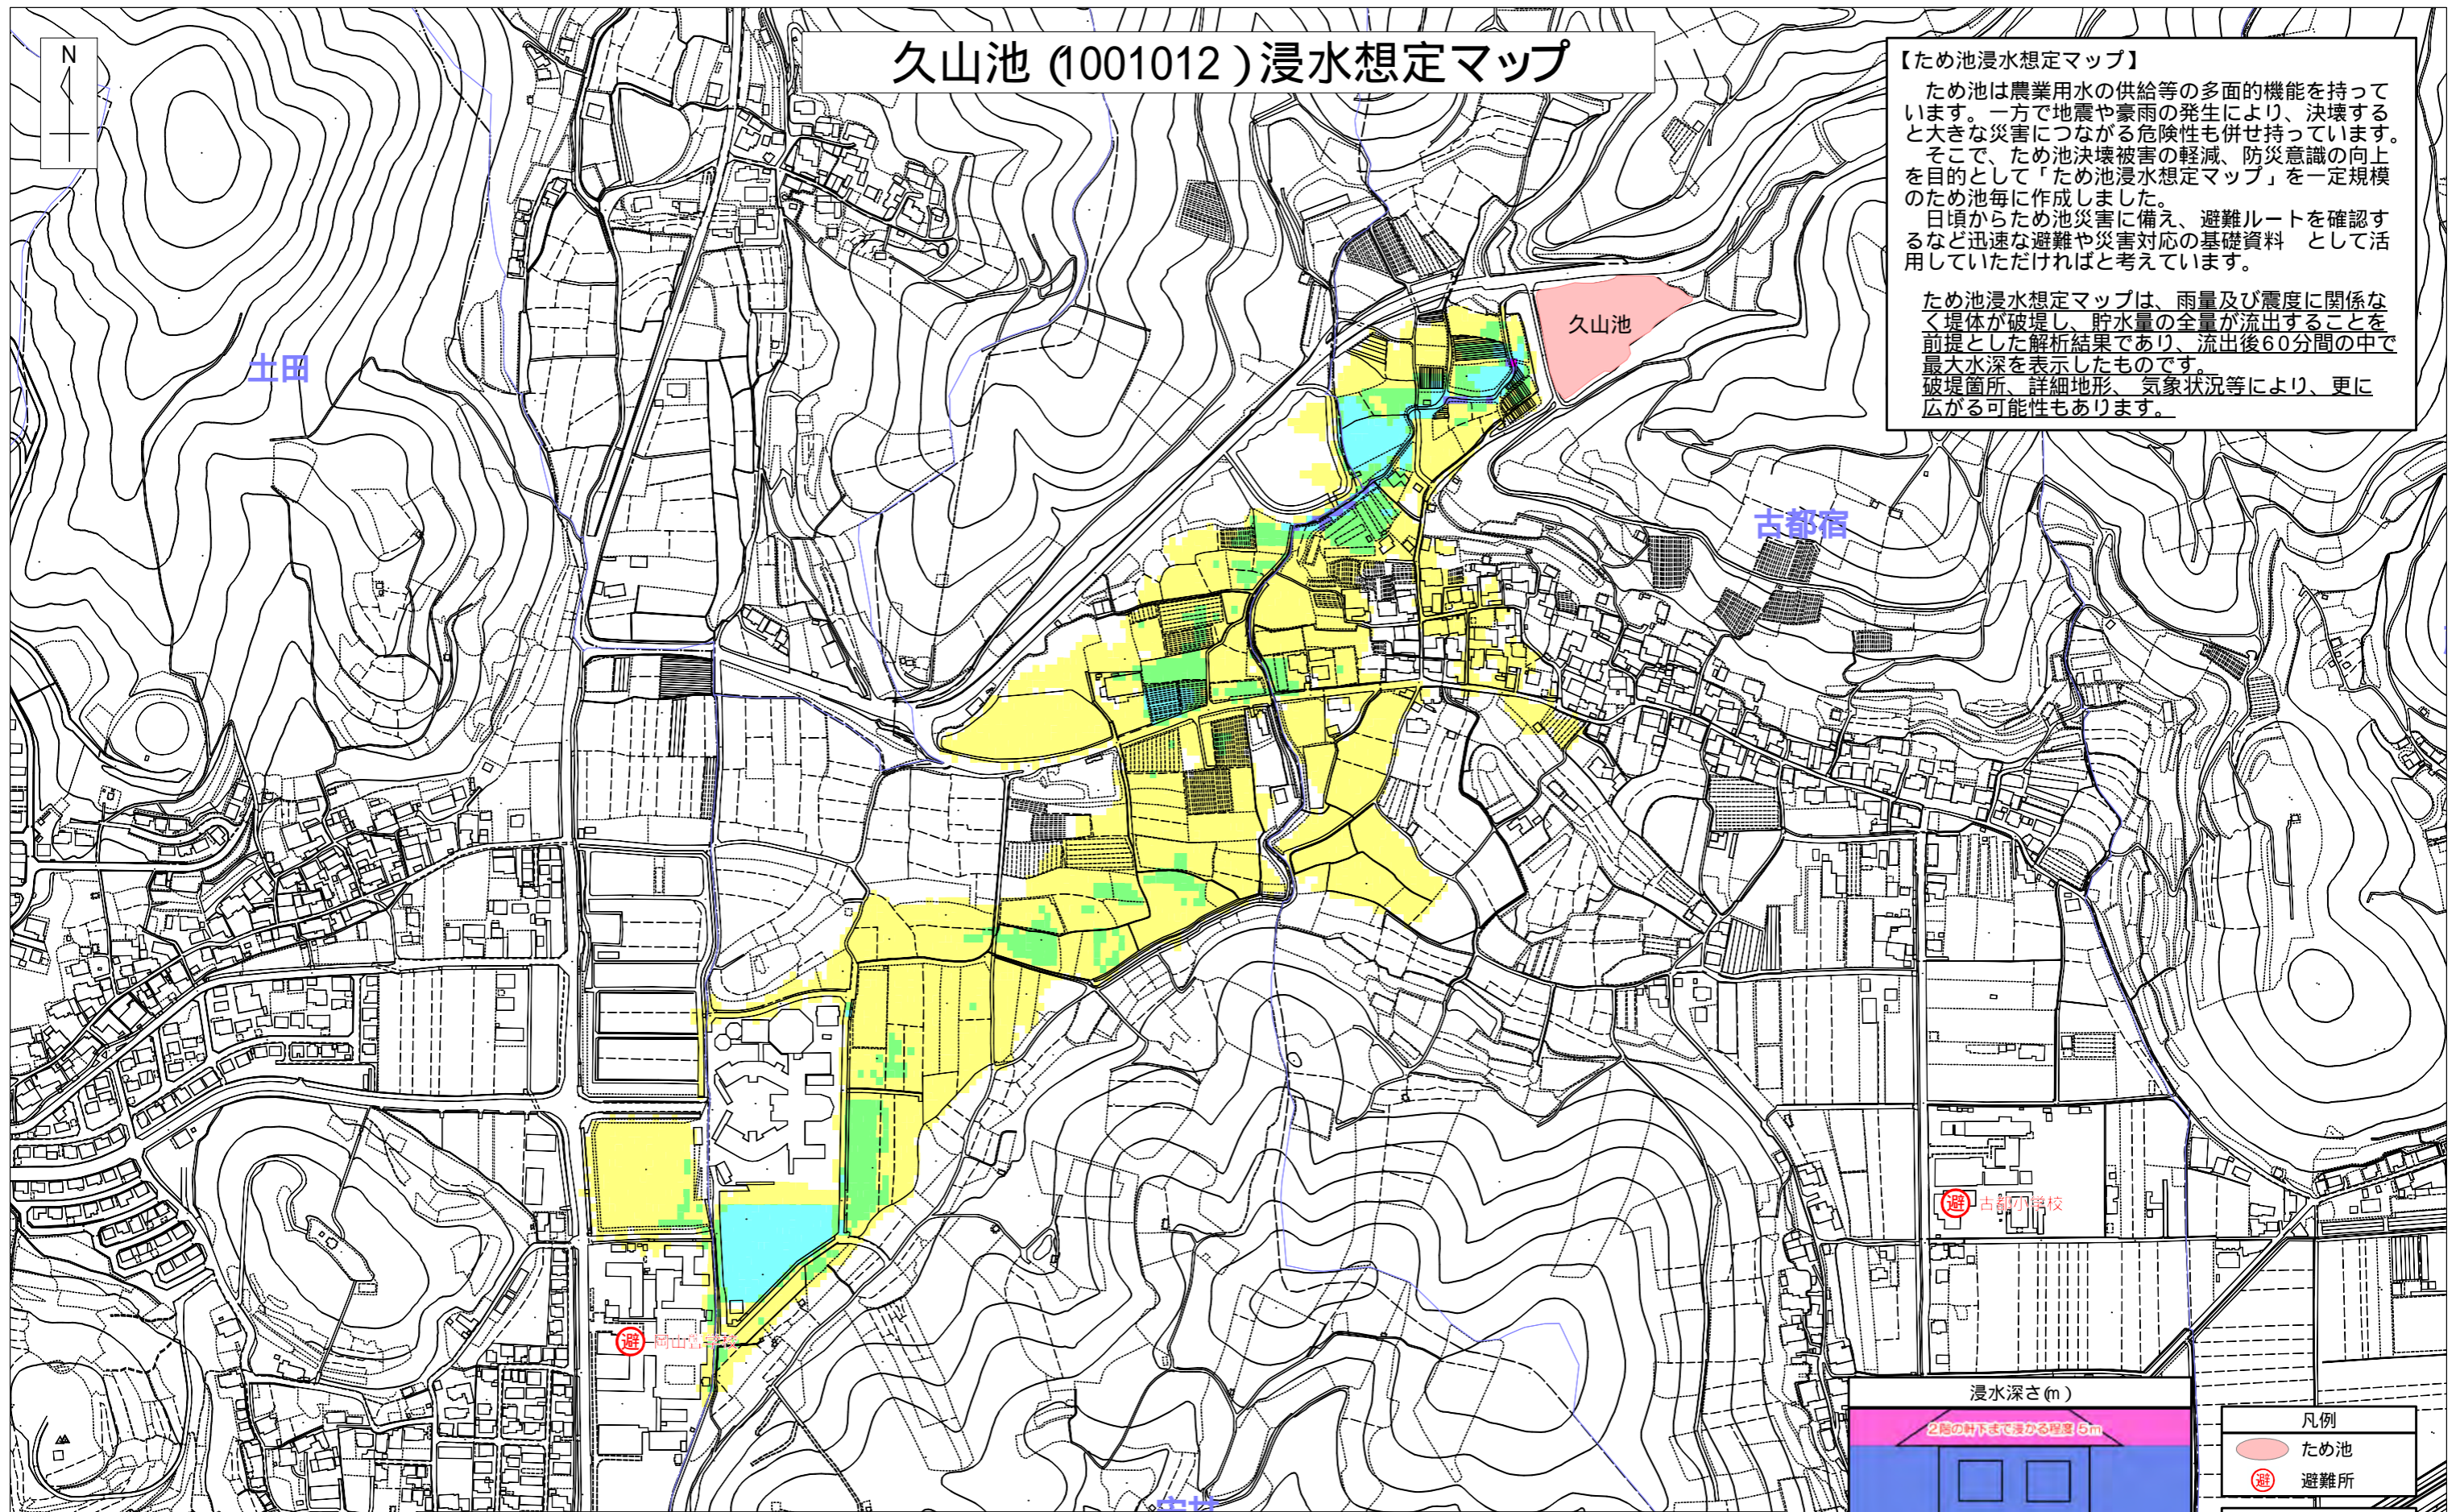 久山池（1001012）浸水想定マップ
N
【ため池浸水想定マップ】
ため池は農業用水の供給等の多面的機能を持って
います。一方で地震や豪雨の発生により、決壊する
と大きな災害につながる危険性も併せ持っています。
そこで、ため池決壊被害の軽減、防災意識の向上
を目的として「ため池浸水想定マップ」を一定規模
のため池毎に作成しました。
日頃からため池災害に備え、避難ルートを確認す
るなど迅速な避難や災害対応の基礎資料　として活
用していただければと考えています。
ため池浸水想定マップは、雨量及び震度に関係な
く堤体が破堤し、貯水量の全量が流出することを
前提とした解析結果であり、流出後60分間の中で
最大水深を表示したものです。
破堤箇所、詳細地形、気象状況等により、更に
広がる可能性もあります。
久山池
土田
古都宿
避 古都小学校
避
浸水深さ(m)
2階の軒下まで浸かる程度 5m
凡例
ため池
避 避難所